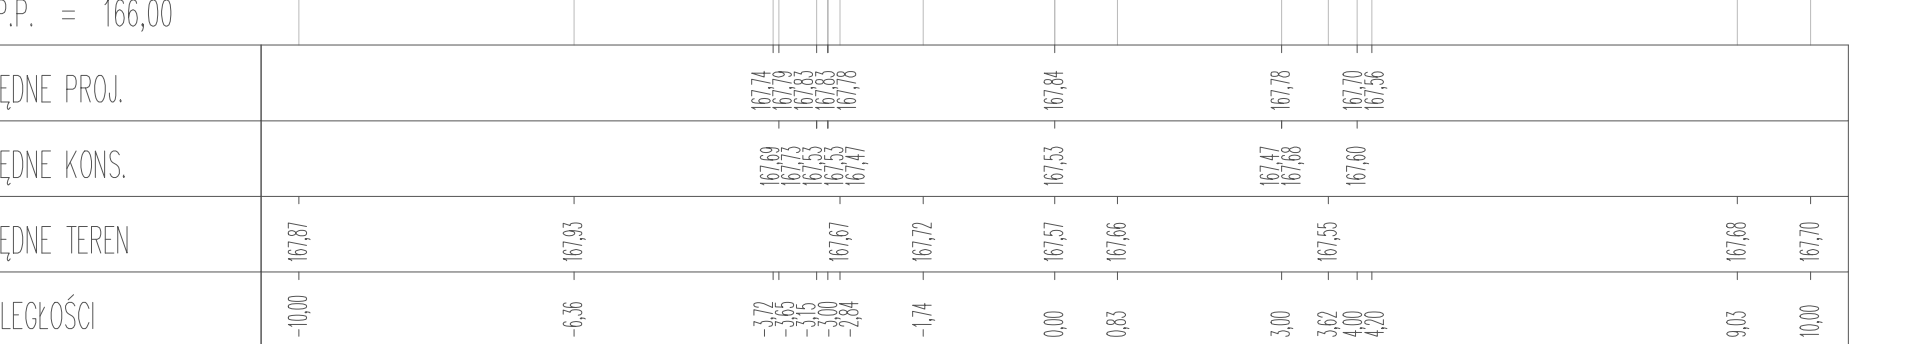 P.P. = 166,00
ĘDNE PROJ. 167,74 167,79 167,83 167,83 167,78 167,84 167,78 167,70 167,56
ĘDNE KONS. 167,69 167,73 167,53 167,53 167,47 167,53 167,47 167,68 167,60
ĘDNE TEREN 167,87 167,93 167,67 167,72 167,57 167,66 167,55 167,68 167,70
LEGŁOŚCI -10,00 -6,36 -3,72 -3,65 -3,15 -3,00 -2,84 -1,74 0,00 0,83 3,00 3,62 4,00 4,20 9,03 10,00